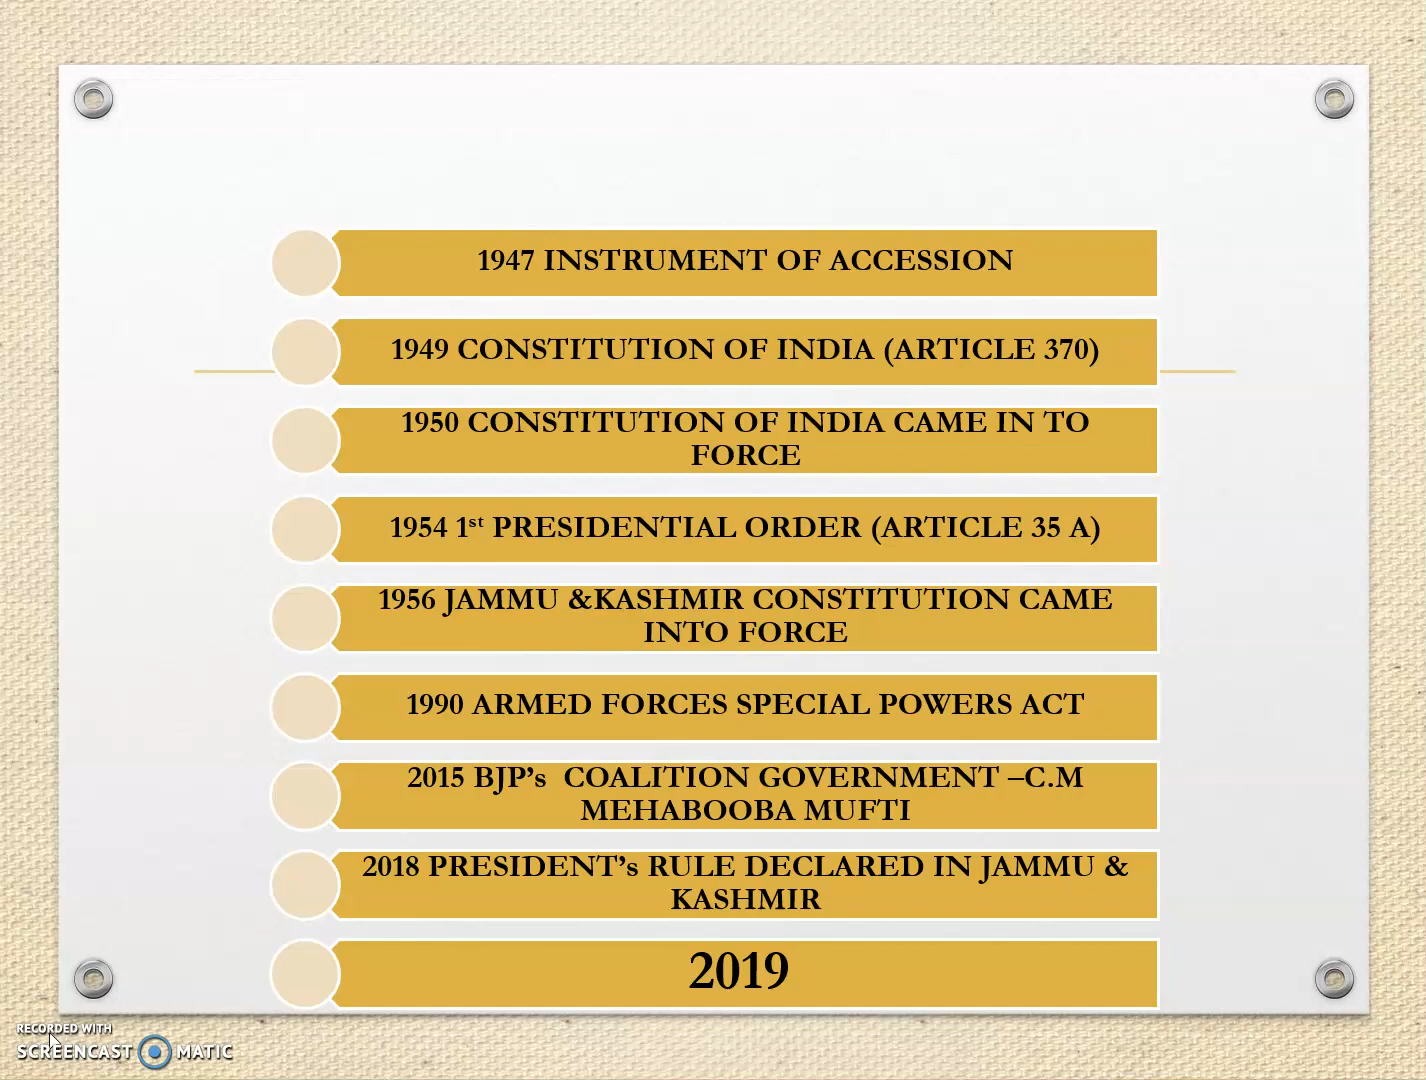 1947 INSTRUMENT OF ACCESSION
1949 CONSTITUTION OF INDIA (ARTICLE 370)
1950 CONSTITUTION OF INDIA CAME IN TO
FORCE
1954 1st PRESIDENTIAL ORDER (ARTICLE 35 A)
1956 JAMMU &KASHMIR CONSTITUTION CAME
INTO FORCE
1990 ARMED FORCES SPECIAL POWERS ACT
2015 BJP’s  COALITION GOVERNMENT –C.M
MEHABOOBA MUFTI
2018 PRESIDENT’s RULE DECLARED IN JAMMU &
KASHMIR
2019
RECORDED WITH
SCREENCAST MATIC